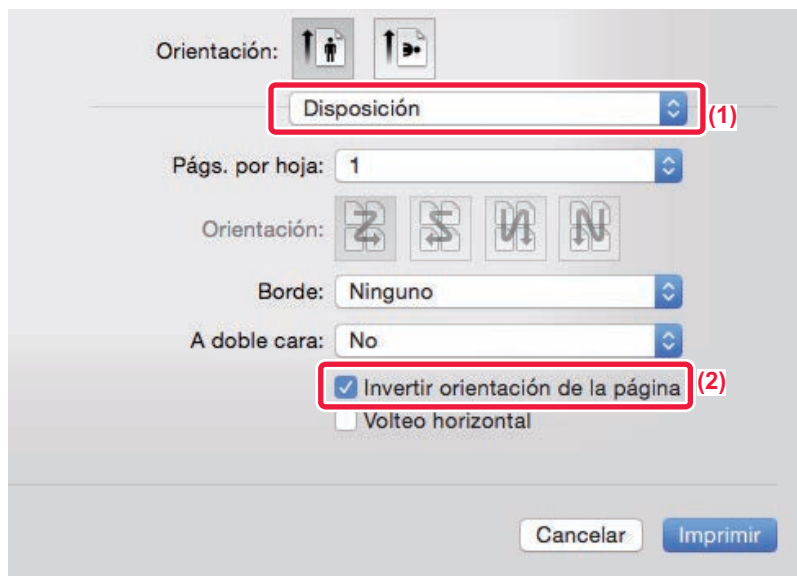 Orientación:
Disposición
(1)
Págs. por hoja: 1
Orientación:
Borde: Ninguno
A doble cara: No
Invertir orientación de la página
(2)
Volteo horizontal
Cancelar Imprimir